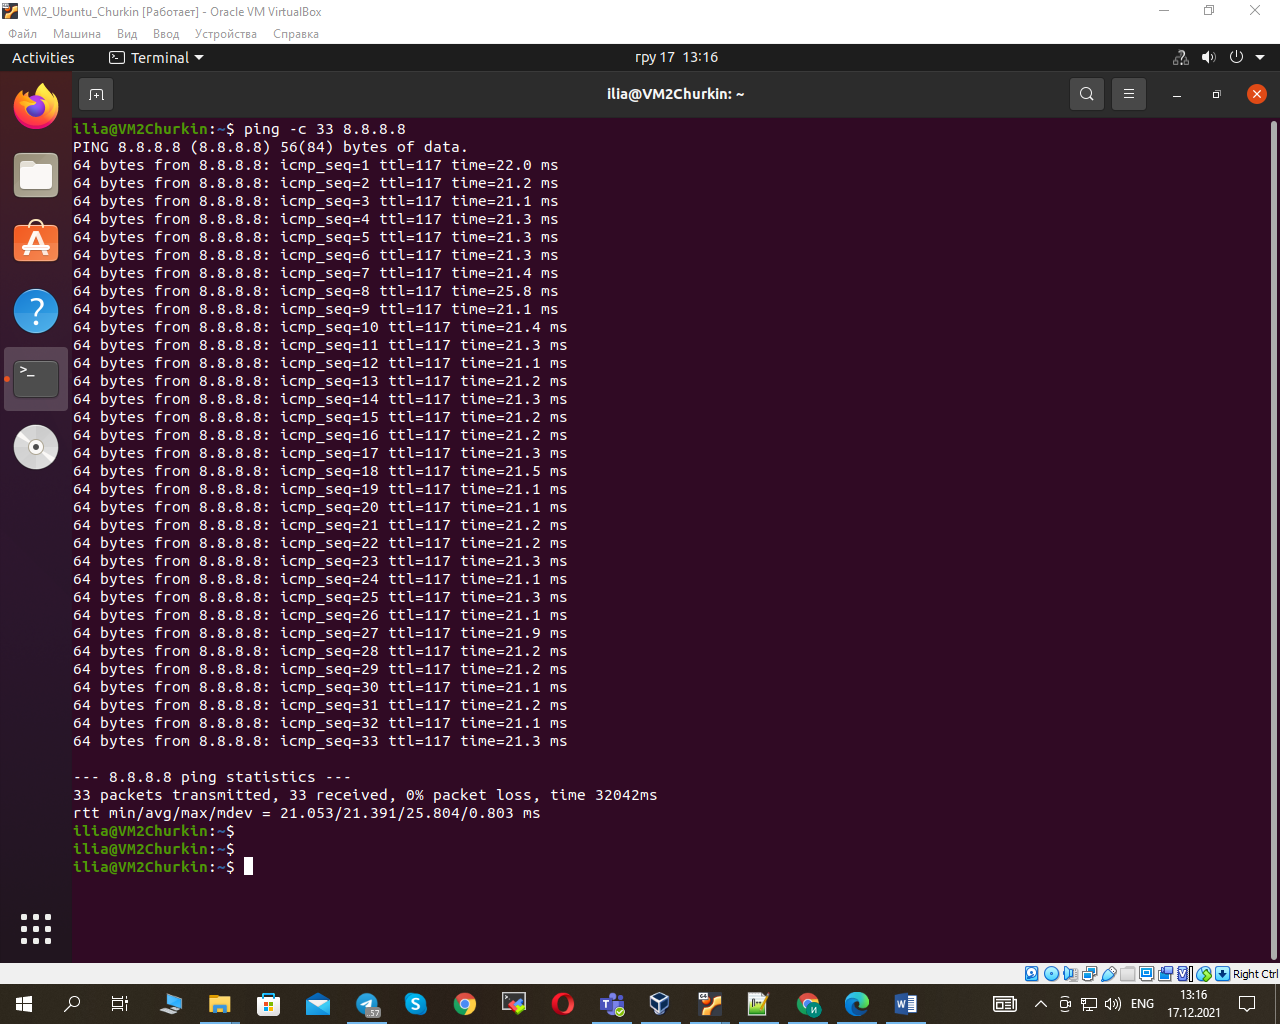 VM2_Ubuntu_Churkin [Работает] - Oracle VM VirtualBox
Файл Машина Вид Ввод Устройства Справка
Activities Terminal гру 17 13:16
ilia@VM2Churkin: ~
ilia@VM2Churkin:~$ ping -c 33 8.8.8.8
PING 8.8.8.8 (8.8.8.8) 56(84) bytes of data.
64 bytes from 8.8.8.8: icmp_seq=1 ttl=117 time=22.0 ms
64 bytes from 8.8.8.8: icmp_seq=2 ttl=117 time=21.2 ms
64 bytes from 8.8.8.8: icmp_seq=3 ttl=117 time=21.1 ms
64 bytes from 8.8.8.8: icmp_seq=4 ttl=117 time=21.3 ms
64 bytes from 8.8.8.8: icmp_seq=5 ttl=117 time=21.3 ms
64 bytes from 8.8.8.8: icmp_seq=6 ttl=117 time=21.3 ms
64 bytes from 8.8.8.8: icmp_seq=7 ttl=117 time=21.4 ms
64 bytes from 8.8.8.8: icmp_seq=8 ttl=117 time=25.8 ms
64 bytes from 8.8.8.8: icmp_seq=9 ttl=117 time=21.1 ms
64 bytes from 8.8.8.8: icmp_seq=10 ttl=117 time=21.4 ms
64 bytes from 8.8.8.8: icmp_seq=11 ttl=117 time=21.3 ms
64 bytes from 8.8.8.8: icmp_seq=12 ttl=117 time=21.1 ms
64 bytes from 8.8.8.8: icmp_seq=13 ttl=117 time=21.2 ms
64 bytes from 8.8.8.8: icmp_seq=14 ttl=117 time=21.3 ms
64 bytes from 8.8.8.8: icmp_seq=15 ttl=117 time=21.2 ms
64 bytes from 8.8.8.8: icmp_seq=16 ttl=117 time=21.2 ms
64 bytes from 8.8.8.8: icmp_seq=17 ttl=117 time=21.3 ms
64 bytes from 8.8.8.8: icmp_seq=18 ttl=117 time=21.5 ms
64 bytes from 8.8.8.8: icmp_seq=19 ttl=117 time=21.1 ms
64 bytes from 8.8.8.8: icmp_seq=20 ttl=117 time=21.1 ms
64 bytes from 8.8.8.8: icmp_seq=21 ttl=117 time=21.2 ms
64 bytes from 8.8.8.8: icmp_seq=22 ttl=117 time=21.2 ms
64 bytes from 8.8.8.8: icmp_seq=23 ttl=117 time=21.3 ms
64 bytes from 8.8.8.8: icmp_seq=24 ttl=117 time=21.1 ms
64 bytes from 8.8.8.8: icmp_seq=25 ttl=117 time=21.3 ms
64 bytes from 8.8.8.8: icmp_seq=26 ttl=117 time=21.1 ms
64 bytes from 8.8.8.8: icmp_seq=27 ttl=117 time=21.9 ms
64 bytes from 8.8.8.8: icmp_seq=28 ttl=117 time=21.2 ms
64 bytes from 8.8.8.8: icmp_seq=29 ttl=117 time=21.2 ms
64 bytes from 8.8.8.8: icmp_seq=30 ttl=117 time=21.1 ms
64 bytes from 8.8.8.8: icmp_seq=31 ttl=117 time=21.2 ms
64 bytes from 8.8.8.8: icmp_seq=32 ttl=117 time=21.1 ms
64 bytes from 8.8.8.8: icmp_seq=33 ttl=117 time=21.3 ms
--- 8.8.8.8 ping statistics ---
33 packets transmitted, 33 received, 0% packet loss, time 32042ms
rtt min/avg/max/mdev = 21.053/21.391/25.804/0.803 ms
ilia@VM2Churkin:~$
ilia@VM2Churkin:~$
ilia@VM2Churkin:~$
Right Ctrl
ENG
13:16
17.12.2021